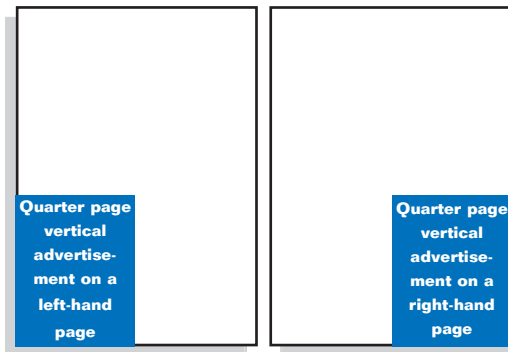 Quarter page
vertical
advertise-
ment on a
left-hand
page
Quarter page
vertical
advertise-
ment on a
right-hand
page